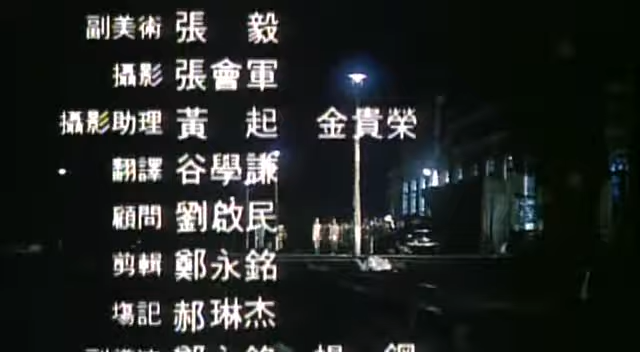 副美術 張 毅
攝影 張會軍
攝影助理 黃 起 金貴榮
翻譯 谷學謙
顧問 劉啟民
剪輯 鄭永銘
場記 郝琳杰